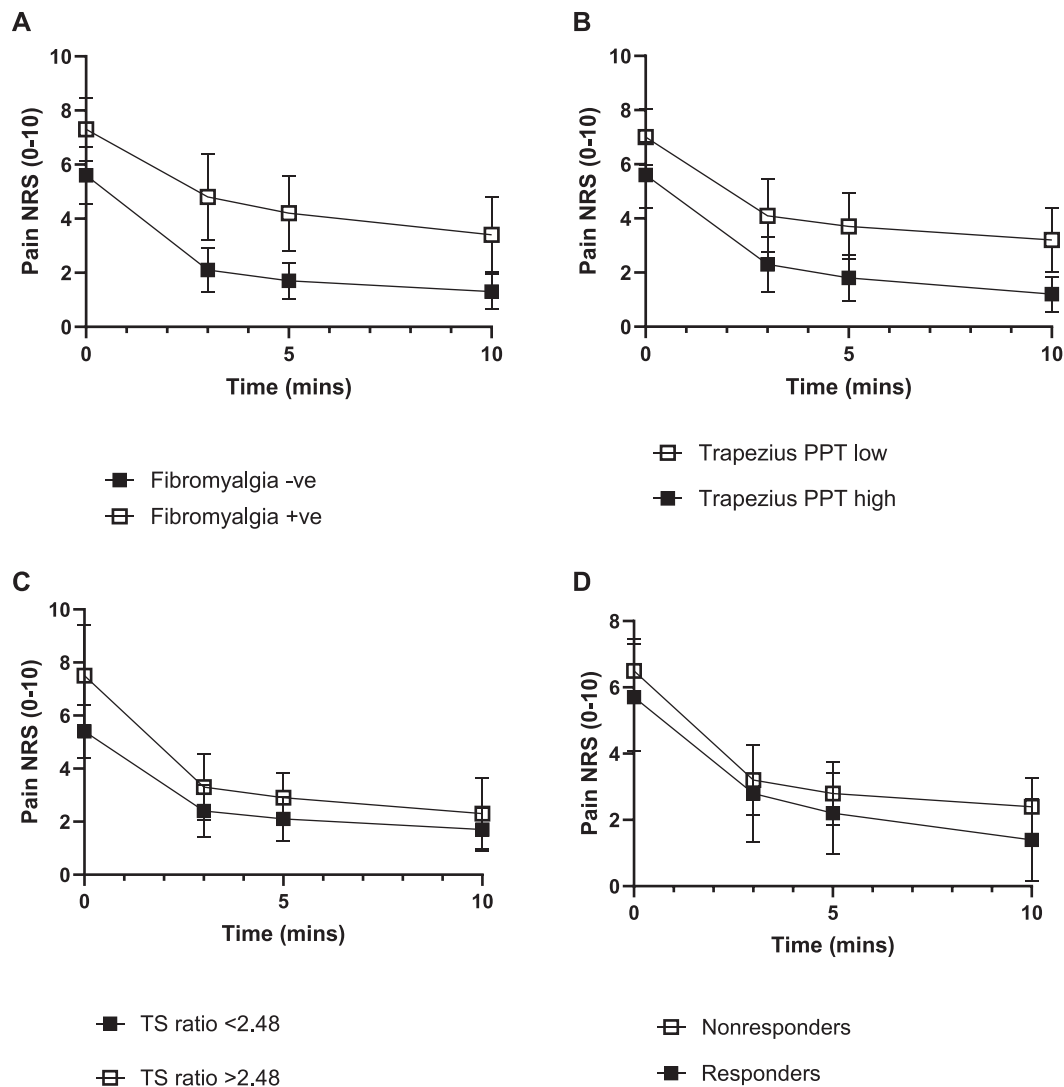 A
10
8
6
4
2
0
Pain NRS (0-10)
0
5
10
Time (mins)
Fibromyalgia -ve
Fibromyalgia +ve
B
10
8
6
4
2
0
Pain NRS (0-10)
0
5
10
Time (mins)
Trapezius PPT low
Trapezius PPT high
C
10
8
6
4
2
0
Pain NRS (0-10)
0
5
10
Time (mins)
TS ratio <2.48
TS ratio >2.48
D
8
6
4
2
0
Pain NRS (0-10)
0
5
10
Time (mins)
Nonresponders
Responders